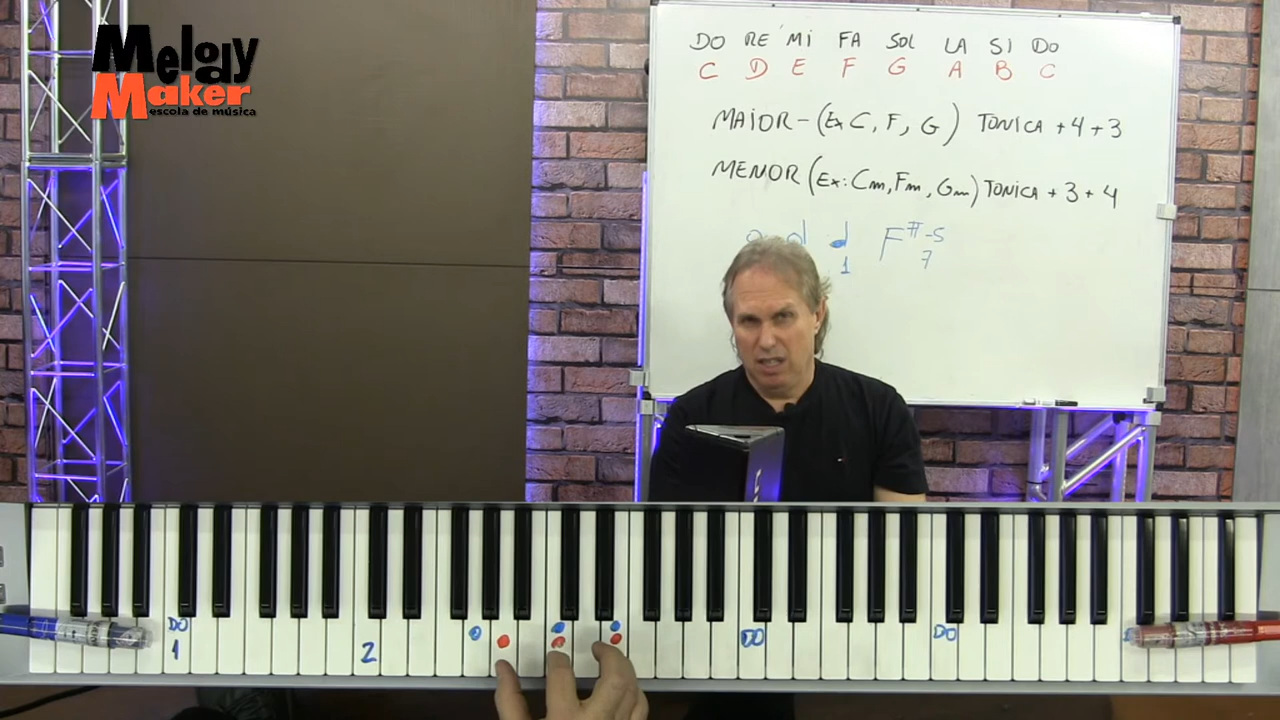 Melody
Maker
escola de música
DO RE MI FA SOL LA SI DO
C D E F G A B C
MAIOR - (Ex C, F, G) TONICA + 4 + 3
MENOR (Ex: Cm, Fm, Gm) TONICA + 3 + 4
F#-5
1 7
DO DO DO
1 2